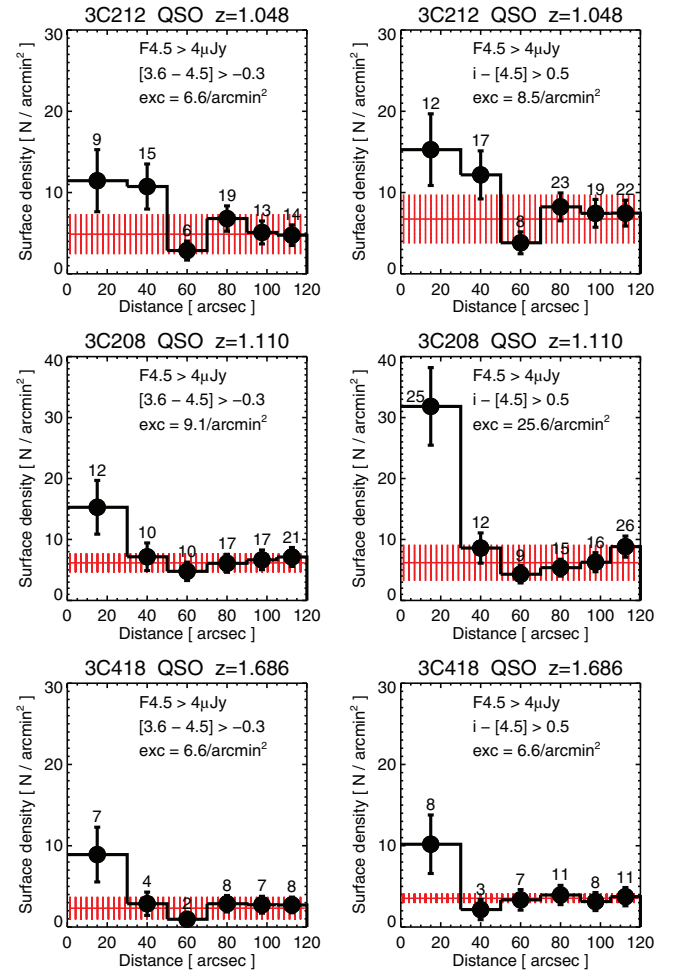 3C212 QSO z=1.048
F4.5 > 4μJy
[3.6 − 4.5] > −0.3
exc = 6.6/arcmin²
Surface density [ N / arcmin² ]
30
20
10
0
9
15
6
19
13
14
0 20 40 60 80 100 120
Distance [ arcsec ]
3C212 QSO z=1.048
F4.5 > 4μJy
i − [4.5] > 0.5
exc = 8.5/arcmin²
Surface density [ N / arcmin² ]
30
20
10
0
12
17
8
23
19
22
0 20 40 60 80 100 120
Distance [ arcsec ]
3C208 QSO z=1.110
F4.5 > 4μJy
[3.6 − 4.5] > −0.3
exc = 9.1/arcmin²
Surface density [ N / arcmin² ]
40
30
20
10
0
12
10
10
17
17
21
0 20 40 60 80 100 120
Distance [ arcsec ]
3C208 QSO z=1.110
F4.5 > 4μJy
i − [4.5] > 0.5
exc = 25.6/arcmin²
Surface density [ N / arcmin² ]
40
30
20
10
0
25
12
9
15
16
26
0 20 40 60 80 100 120
Distance [ arcsec ]
3C418 QSO z=1.686
F4.5 > 4μJy
[3.6 − 4.5] > −0.3
exc = 6.6/arcmin²
Surface density [ N / arcmin² ]
30
20
10
0
7
4
2
8
7
8
0 20 40 60 80 100 120
Distance [ arcsec ]
3C418 QSO z=1.686
F4.5 > 4μJy
i − [4.5] > 0.5
exc = 6.6/arcmin²
Surface density [ N / arcmin² ]
30
20
10
0
8
3
7
11
8
11
0 20 40 60 80 100 120
Distance [ arcsec ]